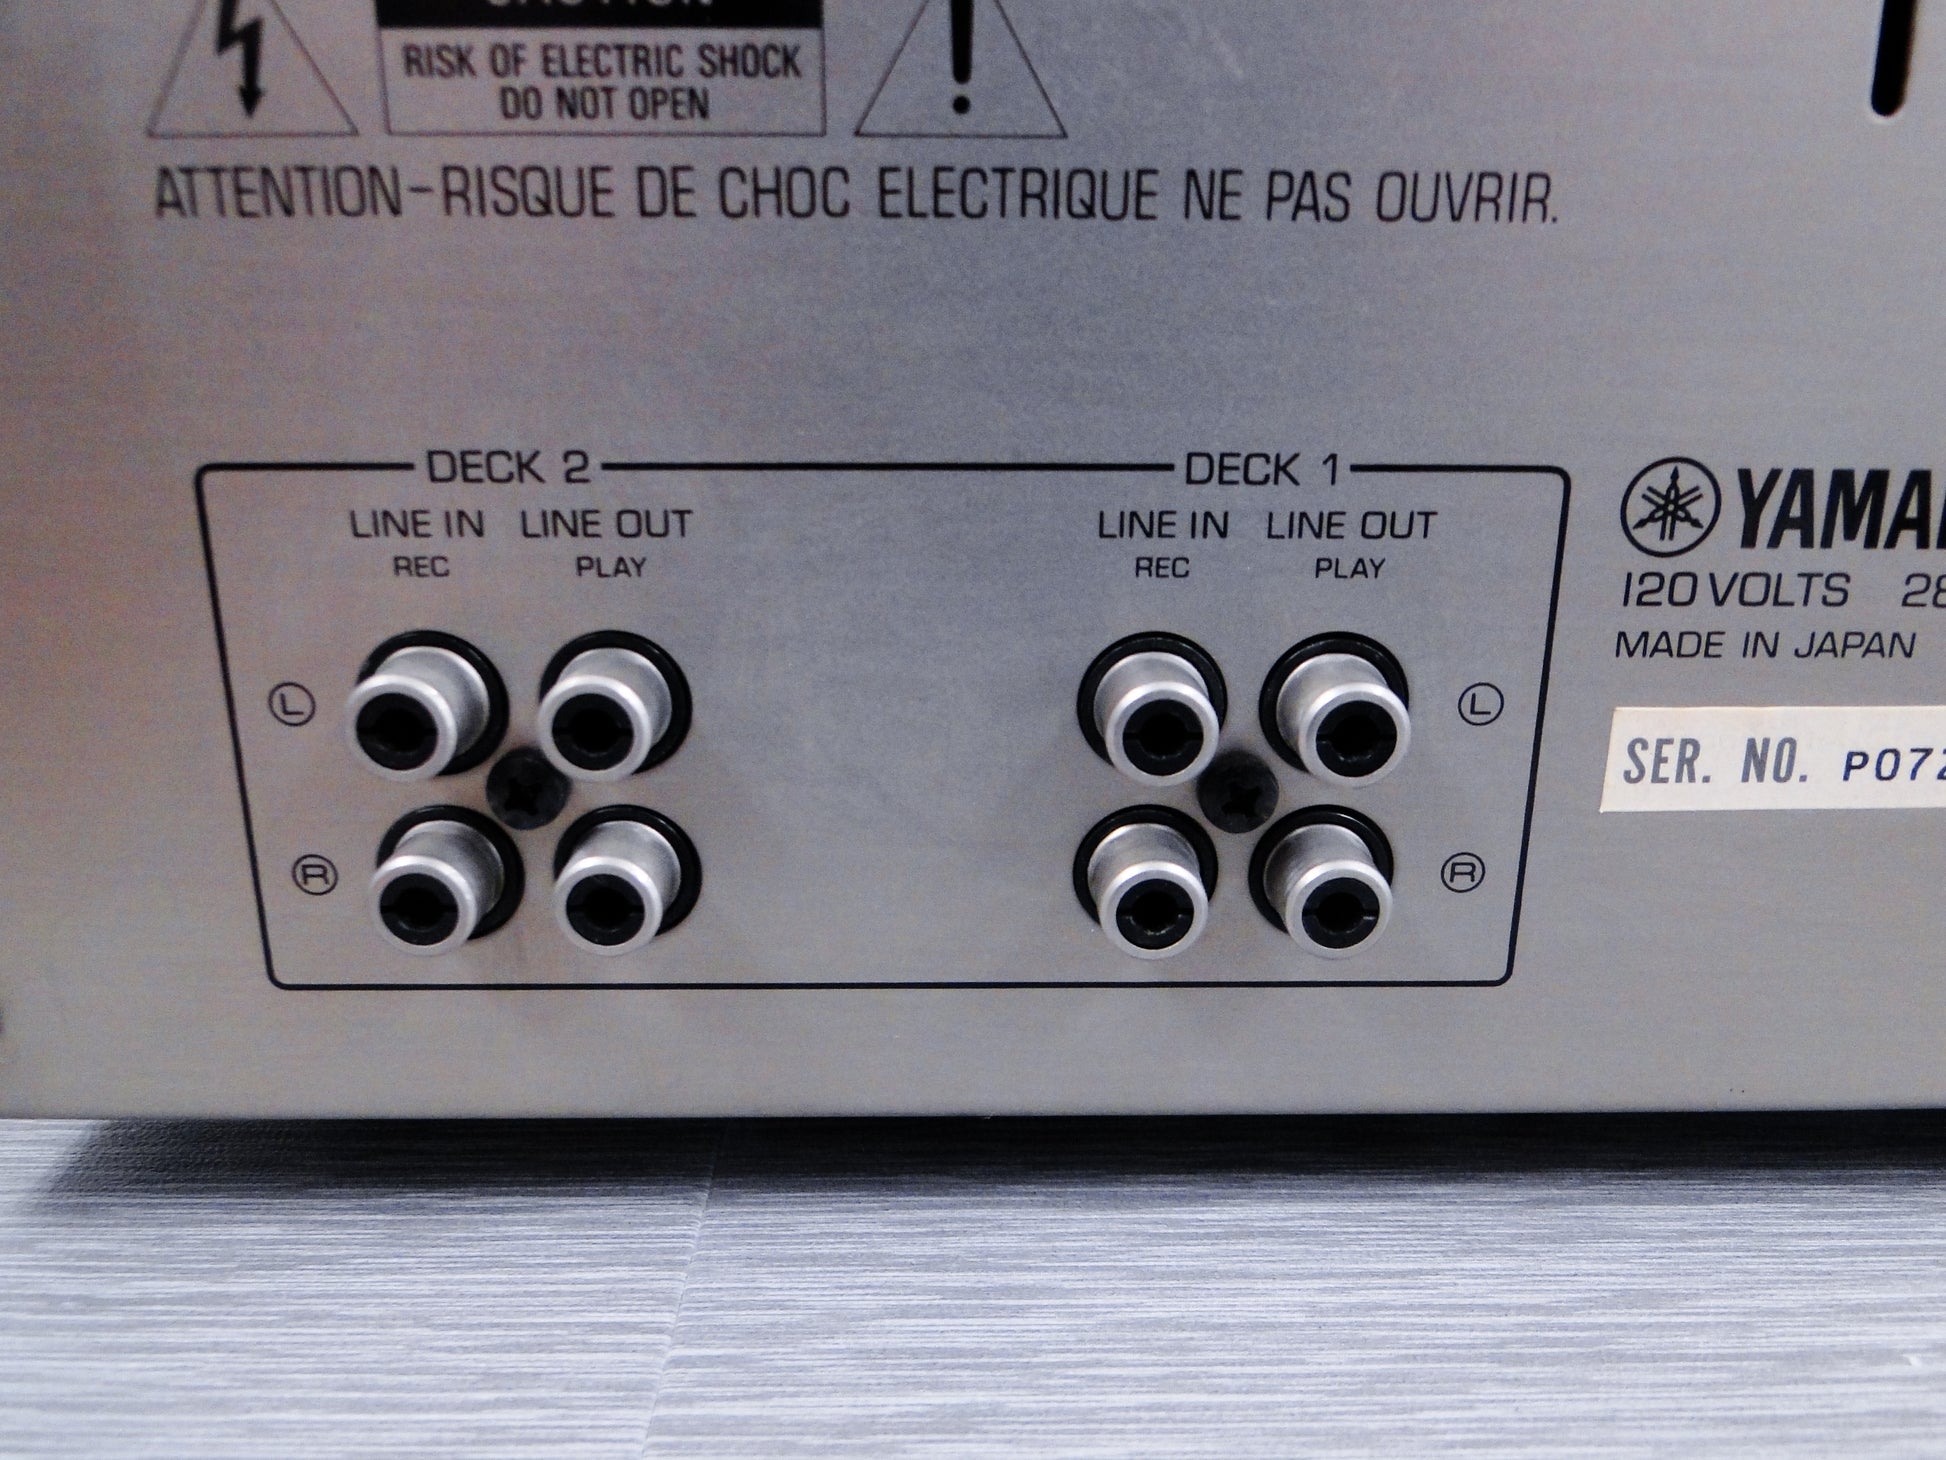 CAUTION
RISK OF ELECTRIC SHOCK
DO NOT OPEN
ATTENTION-RISQUE DE CHOC ELECTRIQUE NE PAS OUVRIR.
DECK 2 DECK 1
LINE IN LINE OUT LINE IN LINE OUT
REC PLAY REC PLAY
L L
R R
120 VOLTS
MADE IN JAPAN
SER. NO.